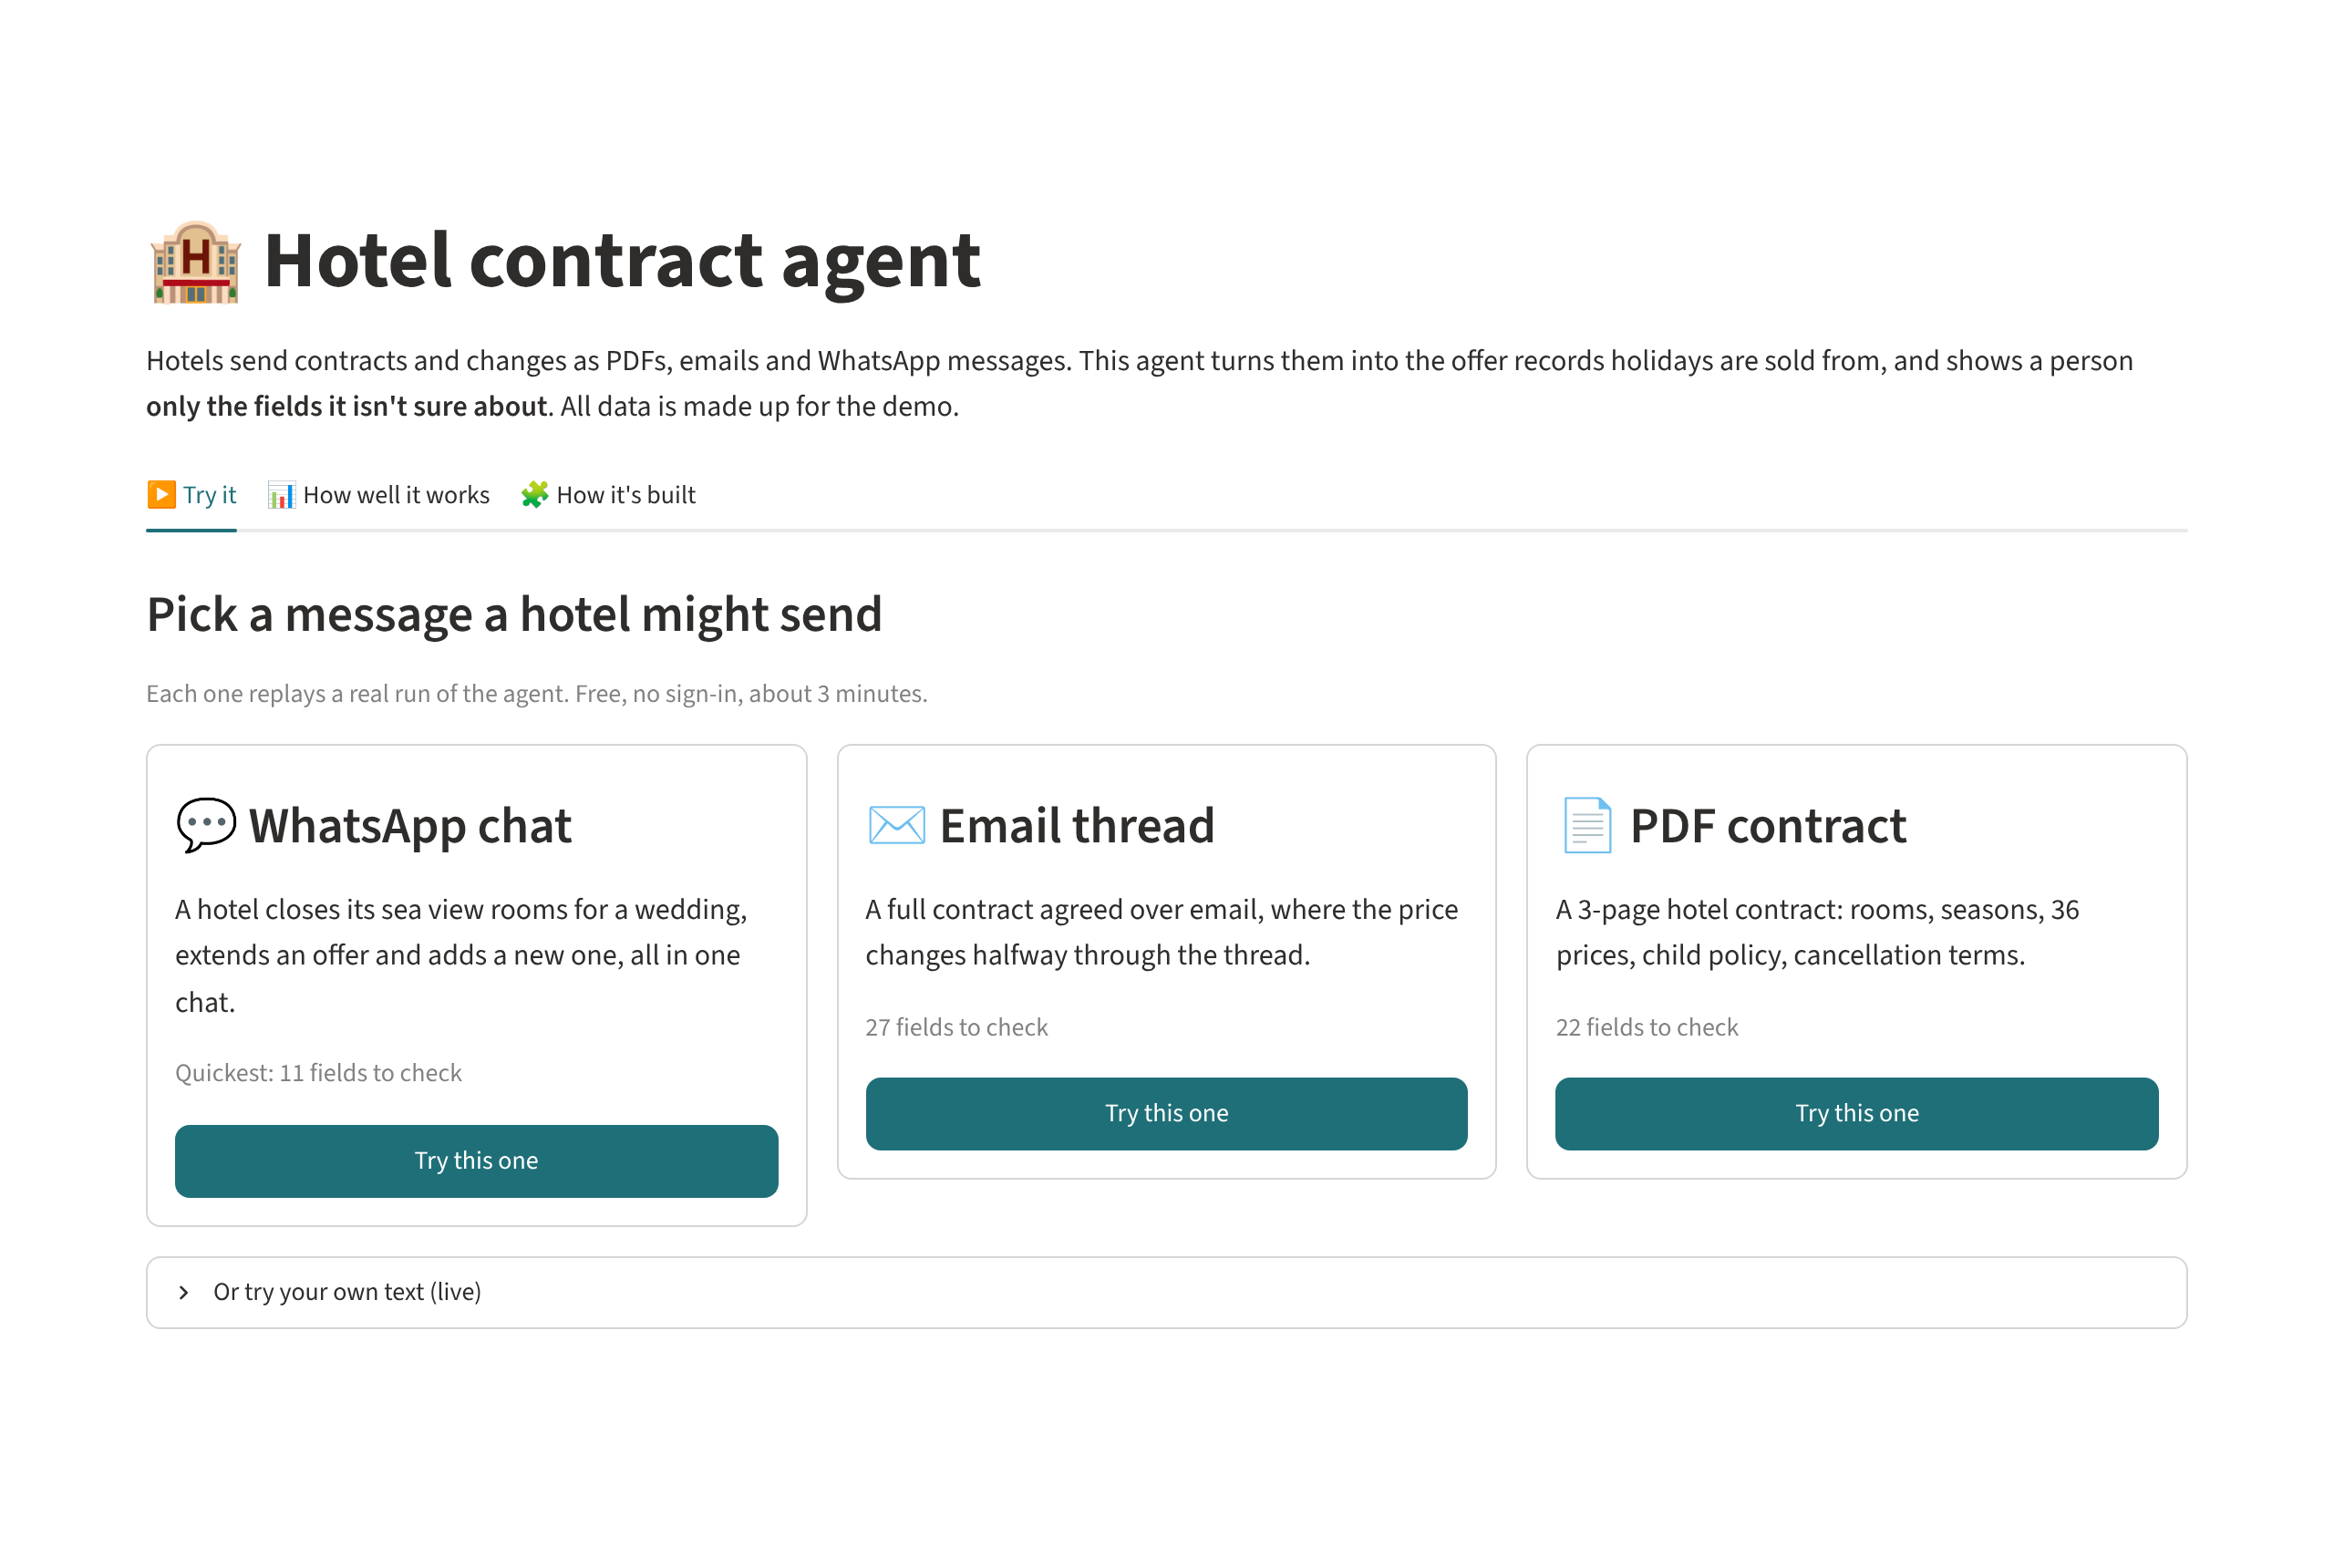 Hotel contract agent
Hotels send contracts and changes as PDFs, emails and WhatsApp messages. This agent turns them into the offer records holidays are sold from, and shows a person
only the fields it isn't sure about. All data is made up for the demo.
Try it
How well it works
How it's built
Pick a message a hotel might send
Each one replays a real run of the agent. Free, no sign-in, about 3 minutes.
WhatsApp chat
A hotel closes its sea view rooms for a wedding,
extends an offer and adds a new one, all in one
chat.
Quickest: 11 fields to check
Try this one
Email thread
A full contract agreed over email, where the price
changes halfway through the thread.
27 fields to check
Try this one
PDF contract
A 3-page hotel contract: rooms, seasons, 36
prices, child policy, cancellation terms.
22 fields to check
Try this one
Or try your own text (live)